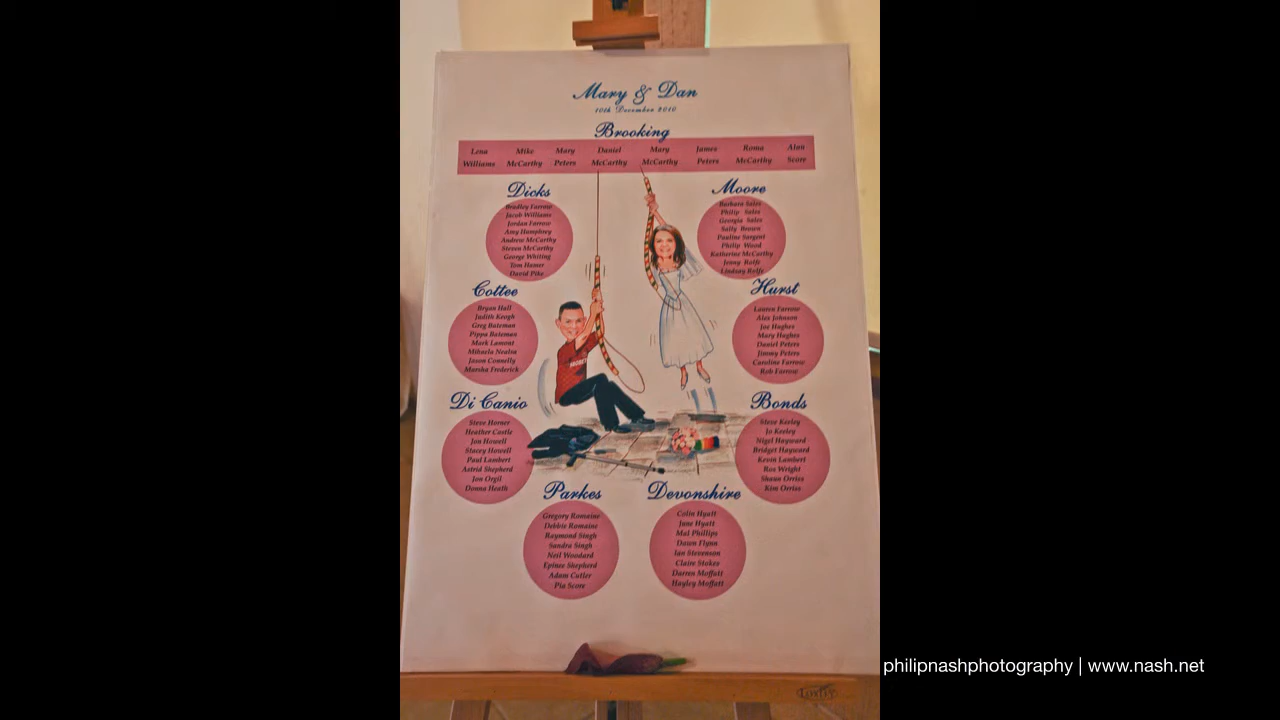 Mary & Dan
10th December 2010
Brooking
Lena Williams
Mike McCarthy
Mary Peters
Daniel McCarthy
Mary McCarthy
James Peters
Roma McCarthy
Alan Score
Dicks
Bradley Farrow
Jacob Williams
Jordan Farrow
Amy Humphrey
Andrew McCarthy
Steven McCarthy
George Whiting
Tom Hamer
David Pike
Moore
Barbara Sales
Philip Sales
Georgia Sales
Sally Brown
Pauline Sargent
Philip Wood
Katherine McCarthy
Jenny Rolfe
Lindsay Rolfe
Cottee
Bryan Hall
Judith Keogh
Greg Bateman
Pippa Bateman
Mark Lamont
Mihaela Nealsa
Jason Connelly
Marsha Frederick
Hurst
Lauren Farrow
Alex Johnson
Joe Hughes
Mary Hughes
Daniel Peters
Jimmy Peters
Caroline Farrow
Rob Farrow
Di Canio
Steve Horner
Heather Castle
Jon Howell
Stacey Howell
Paul Lambert
Astrid Shepherd
Jon Orgil
Donna Heath
Bonds
Steve Keeley
Jo Keeley
Nigel Hayward
Bridget Hayward
Kevin Lambert
Ros Wright
Shaun Orriss
Kim Orriss
Parkes
Gregory Romaine
Debbie Romaine
Raymond Singh
Sandra Singh
Neil Woodard
Epinee Shepherd
Adam Cutler
Pia Score
Devonshire
Colin Hyatt
June Hyatt
Mal Phillips
Dawn Flynn
Ian Stevenson
Claire Stokes
Darren Moffatt
Hayley Moffatt
philipnashphotography | www.nash.net